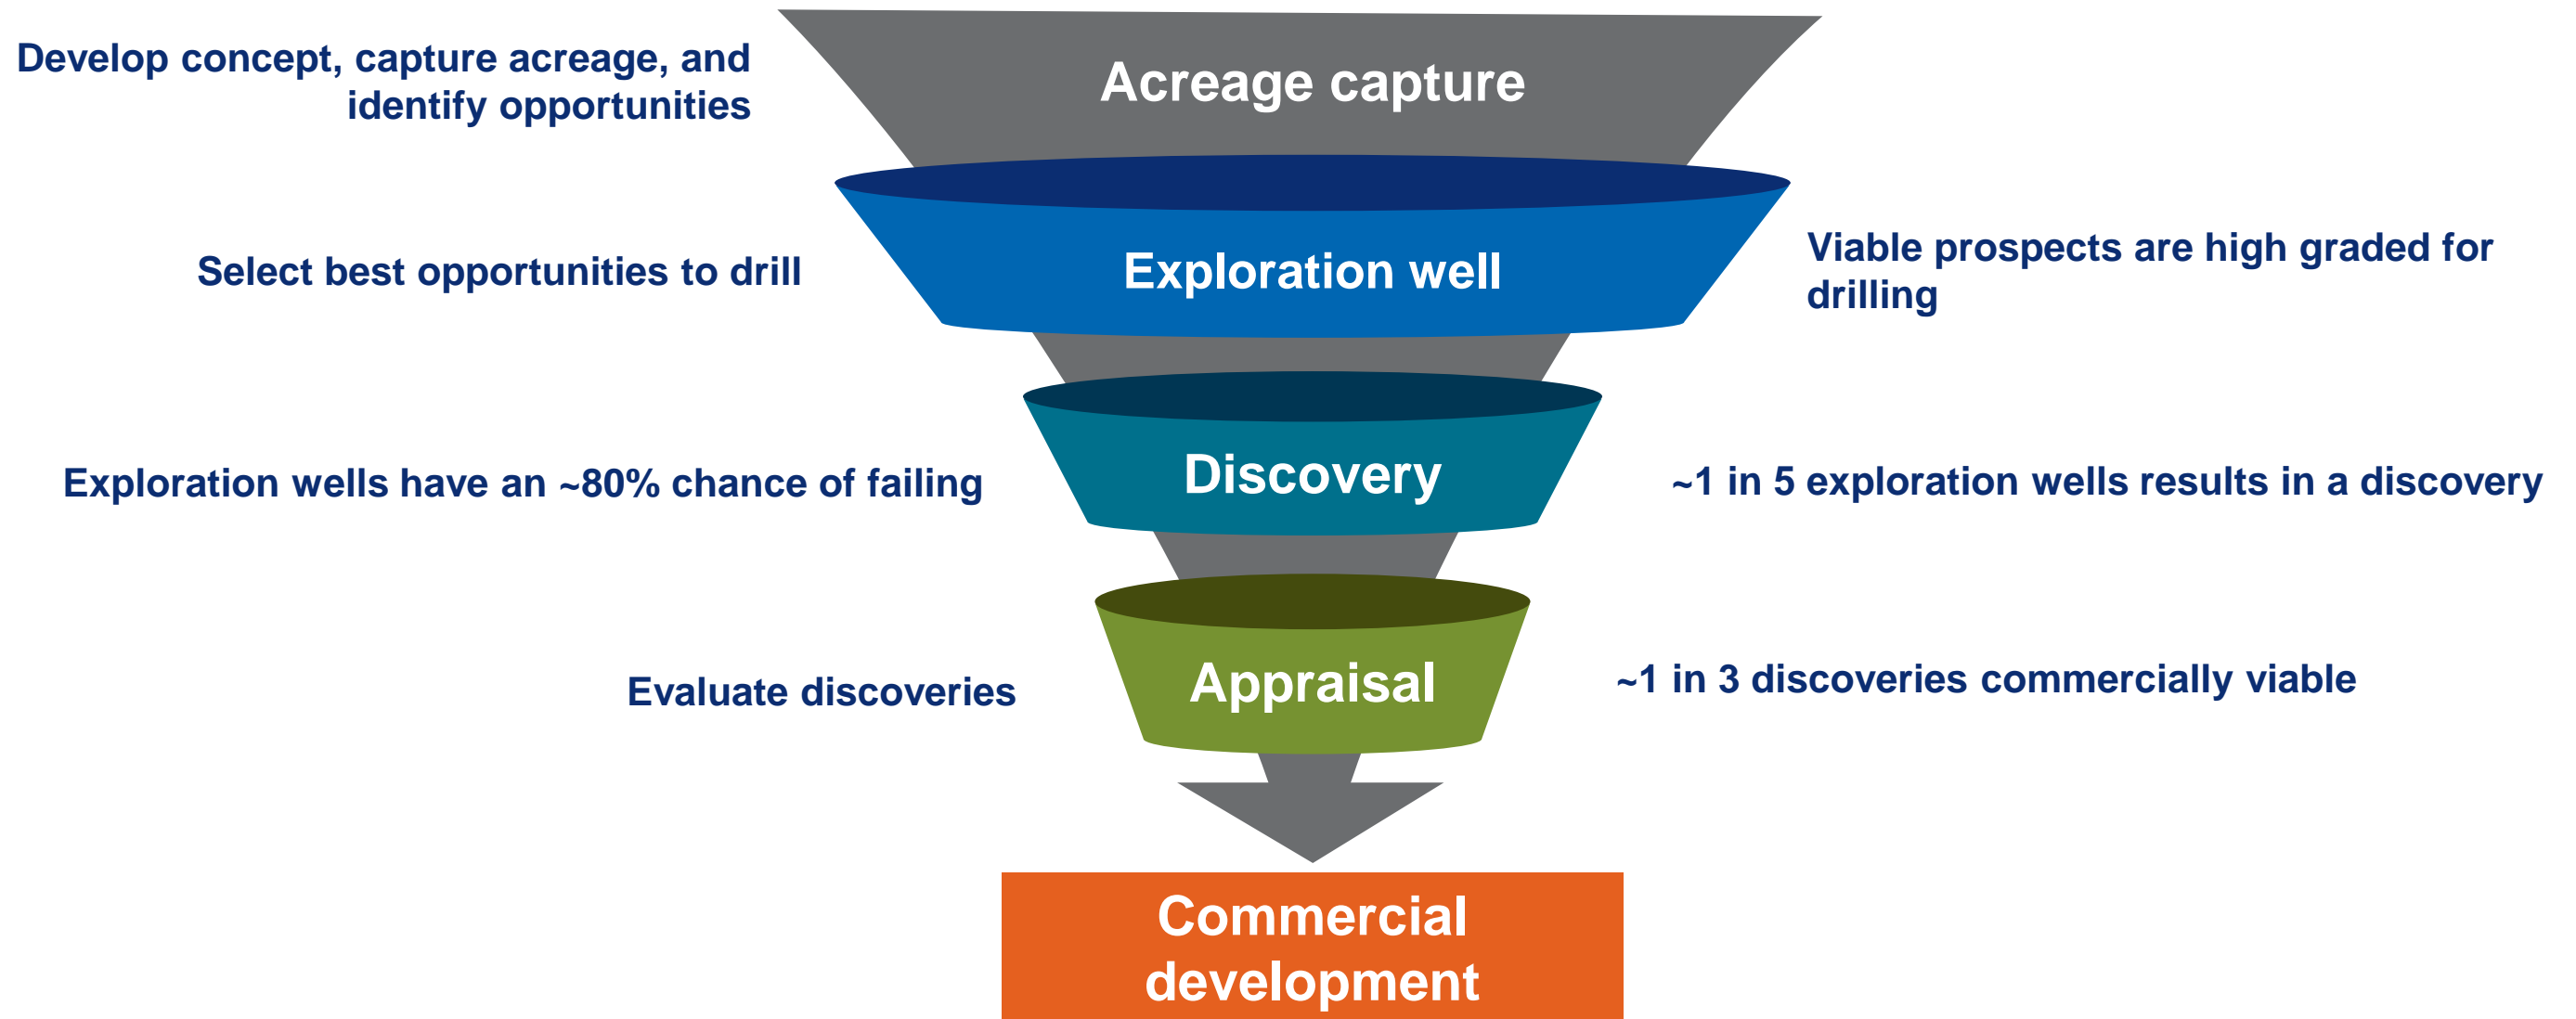 Develop concept, capture acreage, and
identify opportunities
Acreage capture
Select best opportunities to drill
Exploration well
Viable prospects are high graded for
drilling
Exploration wells have an ~80% chance of failing
Discovery
~1 in 5 exploration wells results in a discovery
Evaluate discoveries
Appraisal
~1 in 3 discoveries commercially viable
Commercial
development